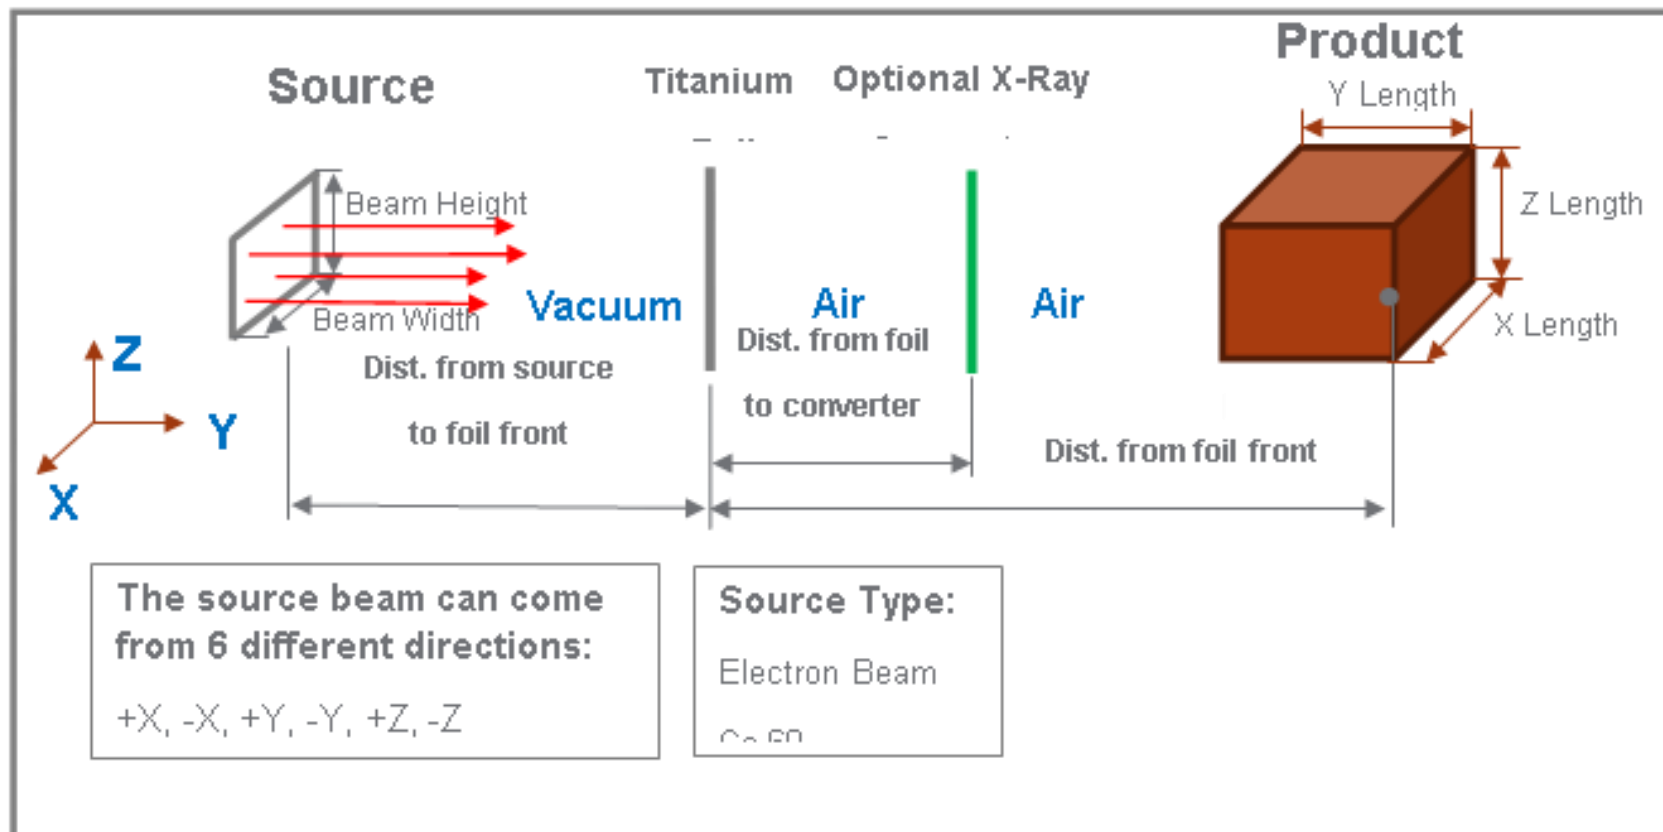 Source
Titanium
Optional X-Ray
Product
Y Length
Beam Height
Z Length
Beam Width
Vacuum
Air
Air
X Length
Dist. from source
to foil front
Dist. from foil
to converter
Dist. from foil front
Z
Y
X
The source beam can come
from 6 different directions:
+X, -X, +Y, -Y, +Z, -Z
Source Type:
Electron Beam